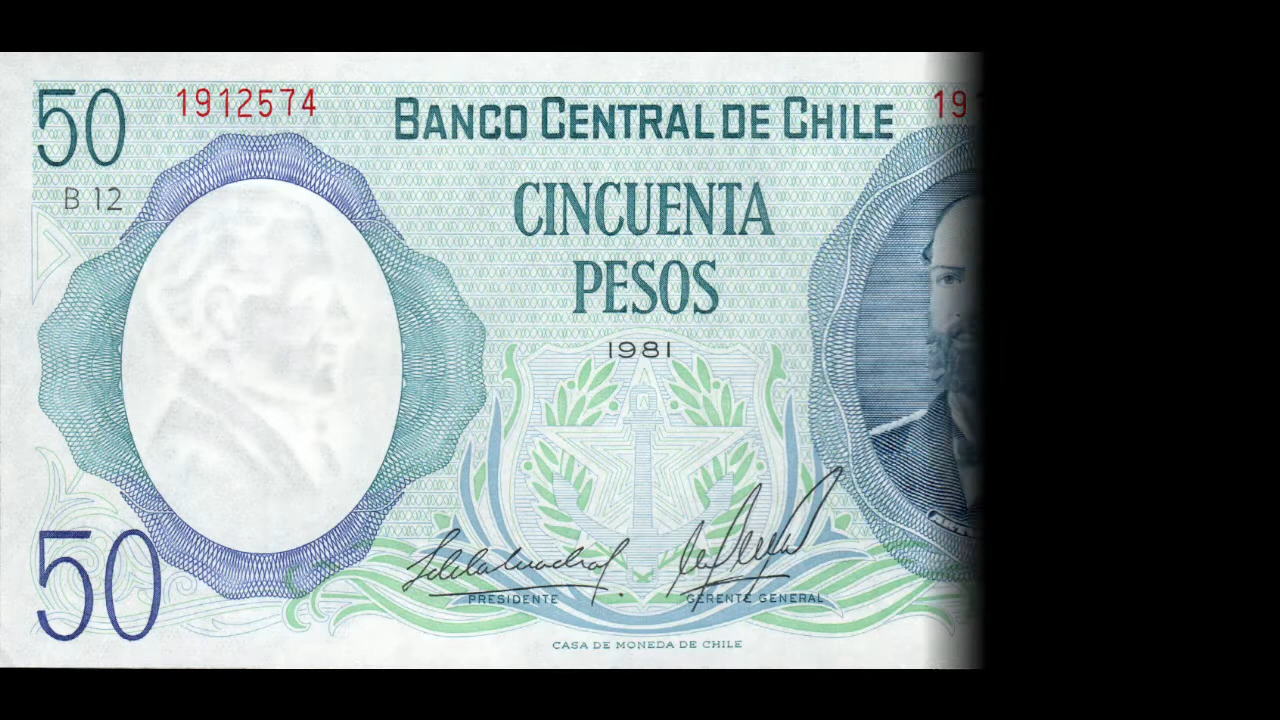 50
1912574
BANCO CENTRAL DE CHILE
19
B 12
CINCUENTA
PESOS
1981
50
PRESIDENTE
GERENTE GENERAL
CASA DE MONEDA DE CHILE